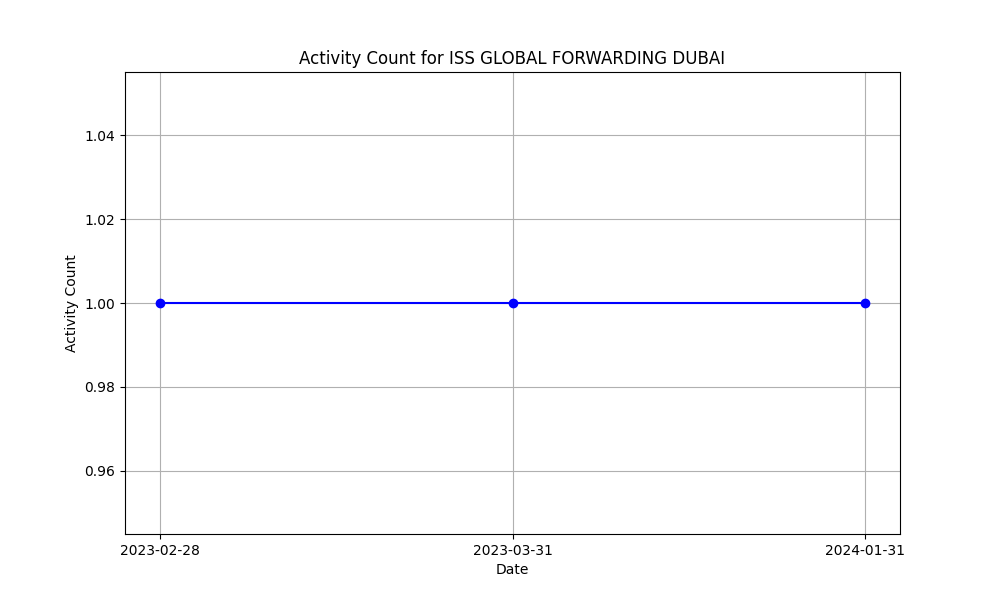 Activity Count for ISS GLOBAL FORWARDING DUBAI
1.04
1.02
1.00
0.98
0.96
Activity Count
2023-02-28 2023-03-31 2024-01-31
Date